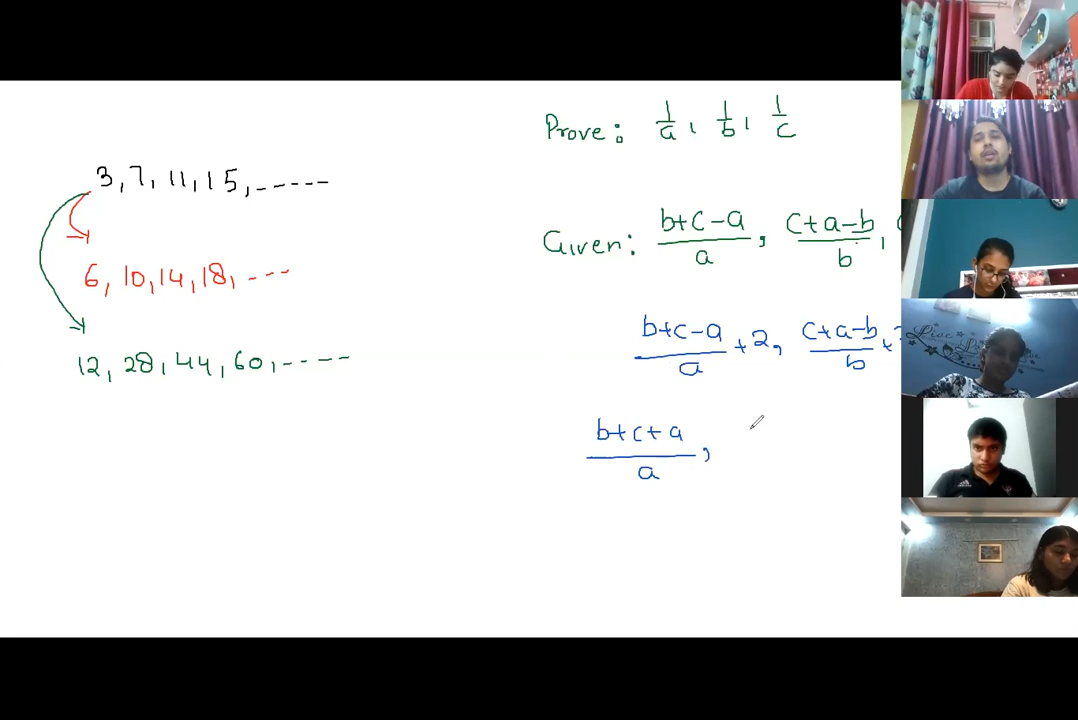 3, 7, 11, 15, -----
6, 10, 14, 18, ---
12, 28, 44, 60, ----
Prove: 1/a, 1/b, 1/c
Given: (b+c-a)/a, (c+a-b)/b,
(b+c-a)/a + 2, (c+a-b)/b +
(b+c+a)/a,